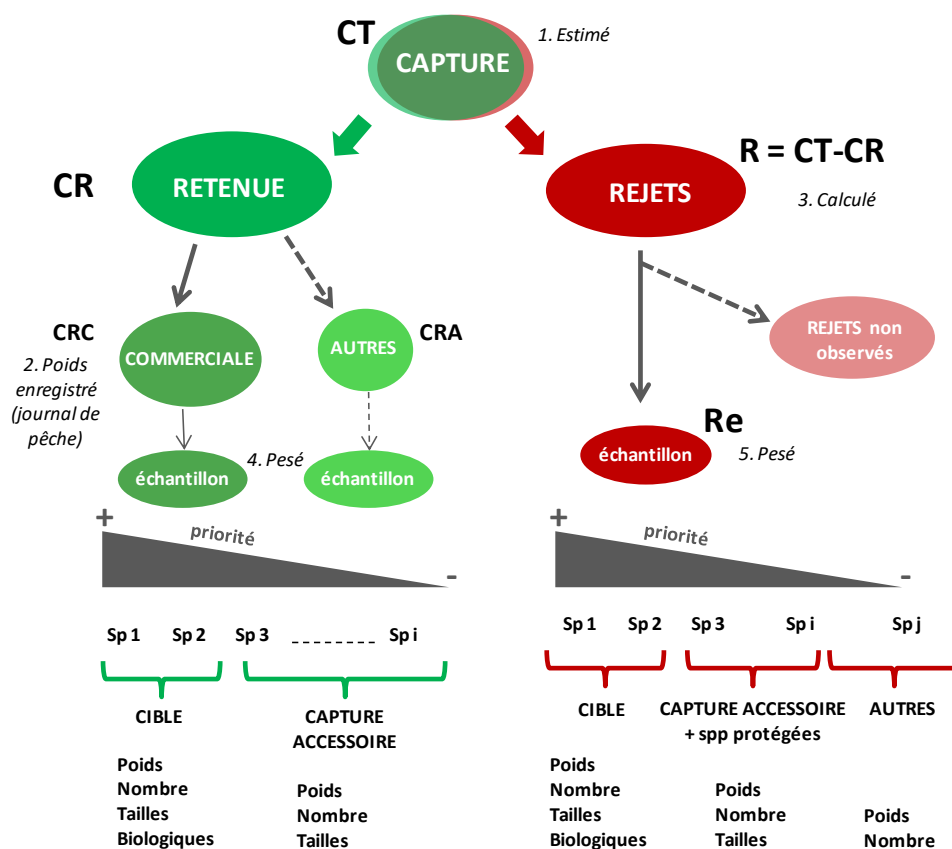 CT
CAPTURE
1. Estimé
CR
RETENUE
REJETS
R = CT-CR
3. Calculé
CRC
2. Poids
enregistré
(journal de
pêche)
COMMERCIALE
AUTRES
CRA
REJETS non
observés
échantillon
4. Pesé
échantillon
Re
échantillon
5. Pesé
+
priorité
-
+
priorité
-
Sp 1 Sp 2 Sp 3 ---------- Sp i
Sp 1 Sp 2 Sp 3 Sp i Sp j
CIBLE
CAPTURE
ACCESSOIRE
CIBLE
CAPTURE ACCESSOIRE
+ spp protégées
AUTRES
Poids
Nombre
Tailles
Biologiques
Poids
Nombre
Tailles
Poids
Nombre
Tailles
Biologiques
Poids
Nombre
Tailles
Poids
Nombre